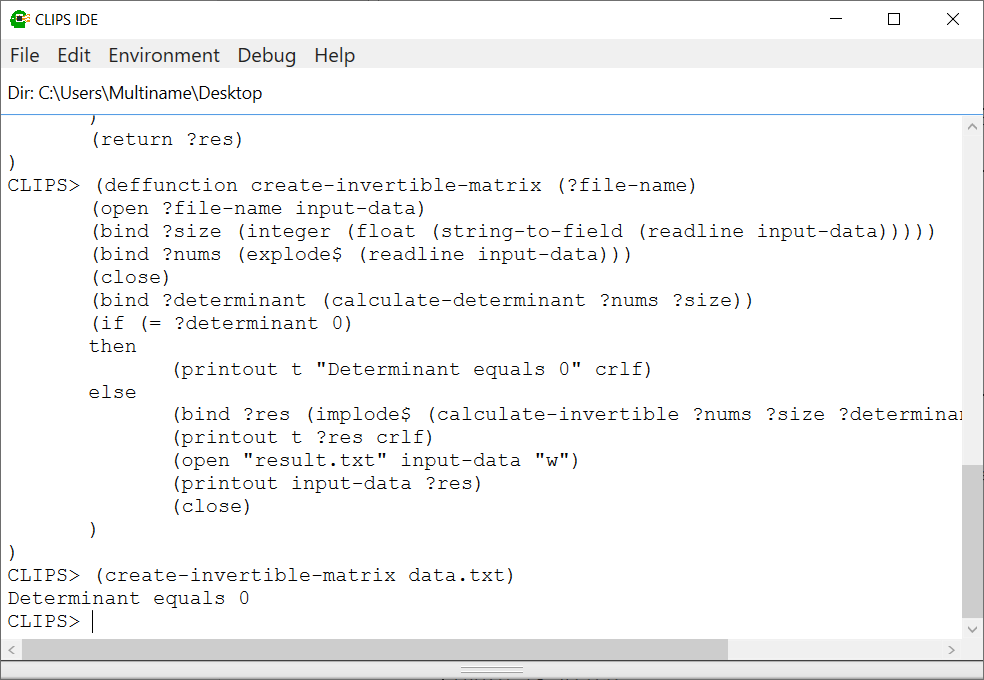 CLIPS IDE
File Edit Environment Debug Help
Dir: C:\Users\Multiname\Desktop
)
(return ?res)
)
CLIPS> (deffunction create-invertible-matrix (?file-name)
(open ?file-name input-data)
(bind ?size (integer (float (string-to-field (readline input-data)))))
(bind ?nums (explode$ (readline input-data)))
(close)
(bind ?determinant (calculate-determinant ?nums ?size))
(if (= ?determinant 0)
then
(printout t "Determinant equals 0" crlf)
else
(bind ?res (implode$ (calculate-invertible ?nums ?size ?determina
(printout t ?res crlf)
(open "result.txt" input-data "w")
(printout input-data ?res)
(close)
)
)
CLIPS> (create-invertible-matrix data.txt)
Determinant equals 0
CLIPS>